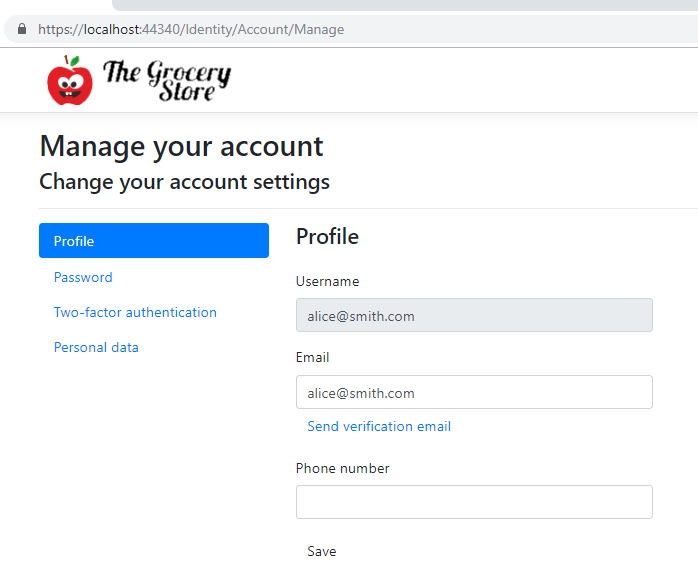 https://localhost:44340/Identity/Account/Manage
The Grocery
Store
Manage your account
Change your account settings
Profile
Password
Two-factor authentication
Personal data
Profile
Username
alice@smith.com
Email
alice@smith.com
Send verification email
Phone number
Save